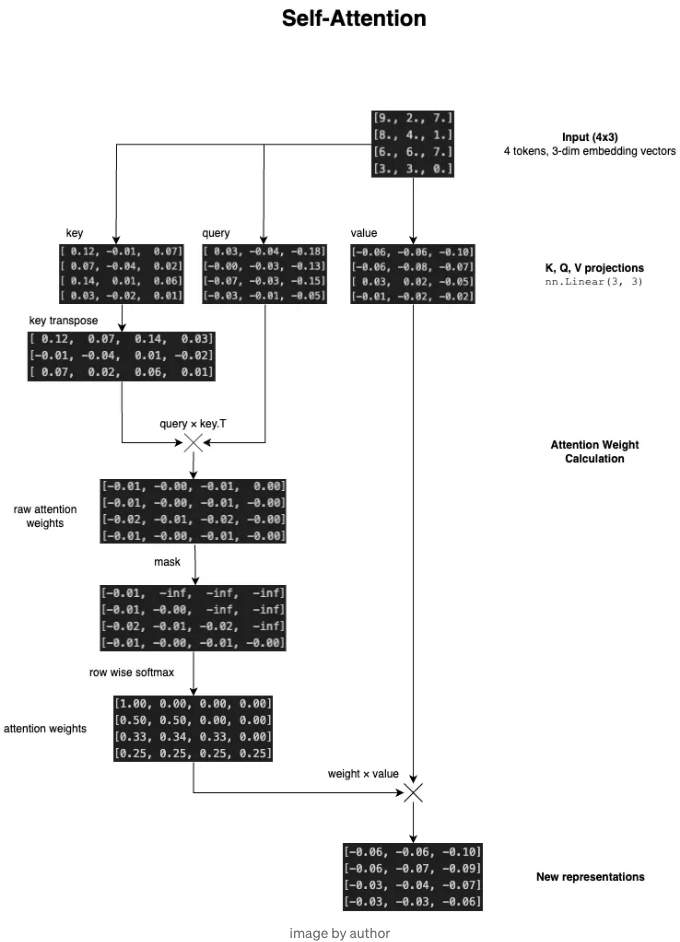 Self-Attention
[9., 2., 7.]
[8., 4., 1.]
[6., 6., 7.]
[3., 3., 0.]
Input (4x3)
4 tokens, 3-dim embedding vectors
key
[ 0.12, -0.01,  0.07]
[ 0.07, -0.04,  0.02]
[ 0.14,  0.01,  0.06]
[ 0.03, -0.02,  0.01]
query
[ 0.03, -0.04, -0.18]
[-0.00, -0.03, -0.13]
[-0.07, -0.03, -0.15]
[-0.03, -0.01, -0.05]
value
[-0.06, -0.06, -0.10]
[-0.06, -0.08, -0.07]
[ 0.03,  0.02, -0.05]
[-0.01, -0.02, -0.02]
K, Q, V projections
nn.Linear(3, 3)
key transpose
[ 0.12,  0.07,  0.14,  0.03]
[-0.01, -0.04,  0.01, -0.02]
[ 0.07,  0.02,  0.06,  0.01]
query × key.T
Attention Weight
Calculation
raw attention
weights
[-0.01, -0.00, -0.01,  0.00]
[-0.01, -0.00, -0.01, -0.00]
[-0.02, -0.01, -0.02, -0.00]
[-0.01, -0.00, -0.01, -0.00]
mask
[-0.01,  -inf,  -inf,  -inf]
[-0.01, -0.00,  -inf,  -inf]
[-0.02, -0.01, -0.02,  -inf]
[-0.01, -0.00, -0.01, -0.00]
row wise softmax
attention weights
[1.00, 0.00, 0.00, 0.00]
[0.50, 0.50, 0.00, 0.00]
[0.33, 0.34, 0.33, 0.00]
[0.25, 0.25, 0.25, 0.25]
weight × value
[-0.06, -0.06, -0.10]
[-0.06, -0.07, -0.09]
[-0.03, -0.04, -0.07]
[-0.03, -0.03, -0.06]
New representations
image by author